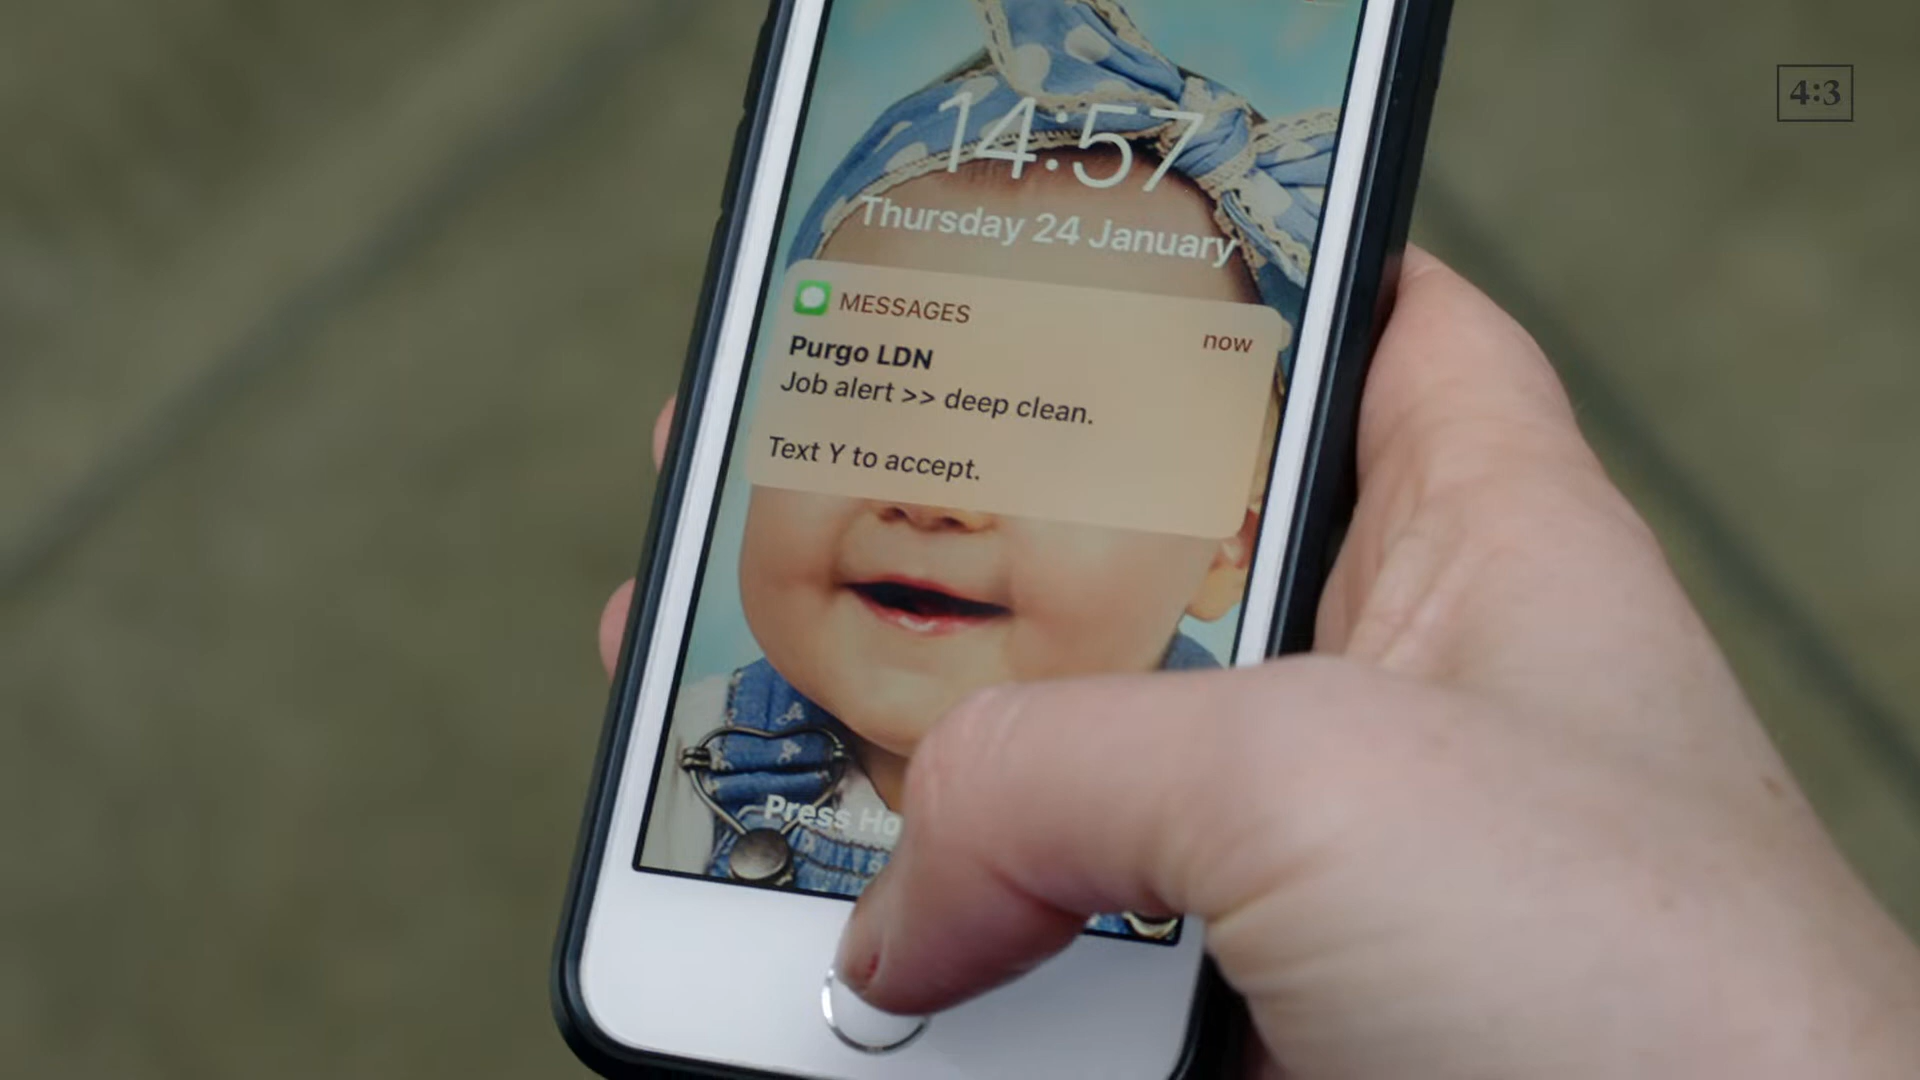 4:3
14:57
Thursday 24 January
MESSAGES
now
Purgo LDN
Job alert >> deep clean.
Text Y to accept.
Press Ho